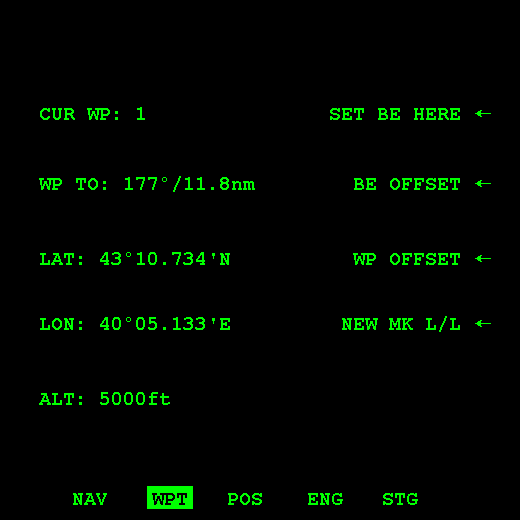 CUR WP: 1 SET BE HERE ←
WP TO: 177°/11.8nm BE OFFSET ←
LAT: 43°10.734'N WP OFFSET ←
LON: 40°05.133'E NEW MK L/L ←
ALT: 5000ft
NAV WPT POS ENG STG